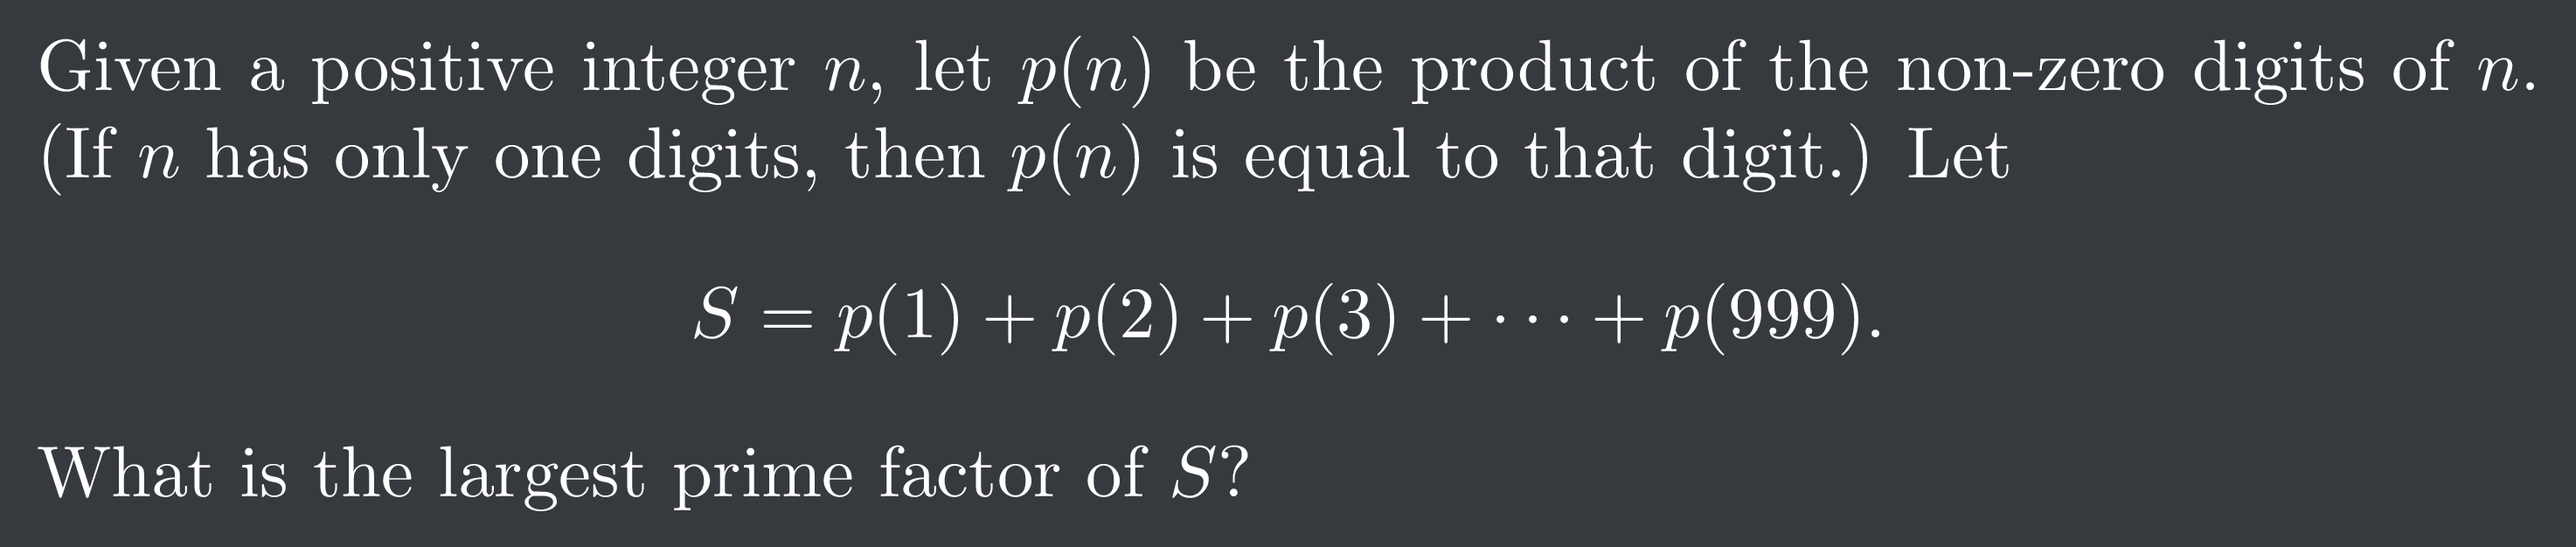 Given a positive integer n, let p(n) be the product of the non-zero digits of n.
(If n has only one digits, then p(n) is equal to that digit.) Let
S = p(1) + p(2) + p(3) + · · · + p(999).
What is the largest prime factor of S?